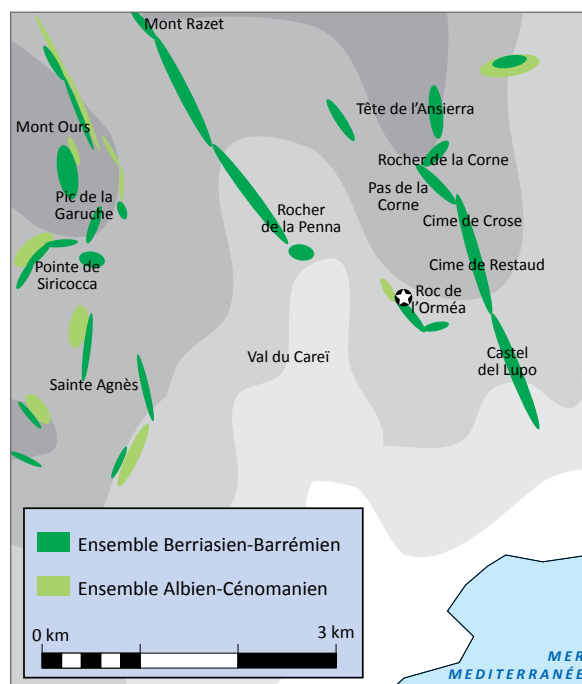 Mont Razet
Tête de l'Ansierra
Mont Ours
Rocher de la Corne
Pas de la
Corne
Pic de la
Garuche
Rocher
de la Penna
Cime de Crose
Pointe de
Siricocca
Cime de Restaud
Roc de
l'Orméa
Val du Careï
Castel
del Lupo
Sainte Agnès
Ensemble Berriasien-Barrémien
Ensemble Albien-Cénomanien
0 km
3 km
MER
MEDITERRANÉE